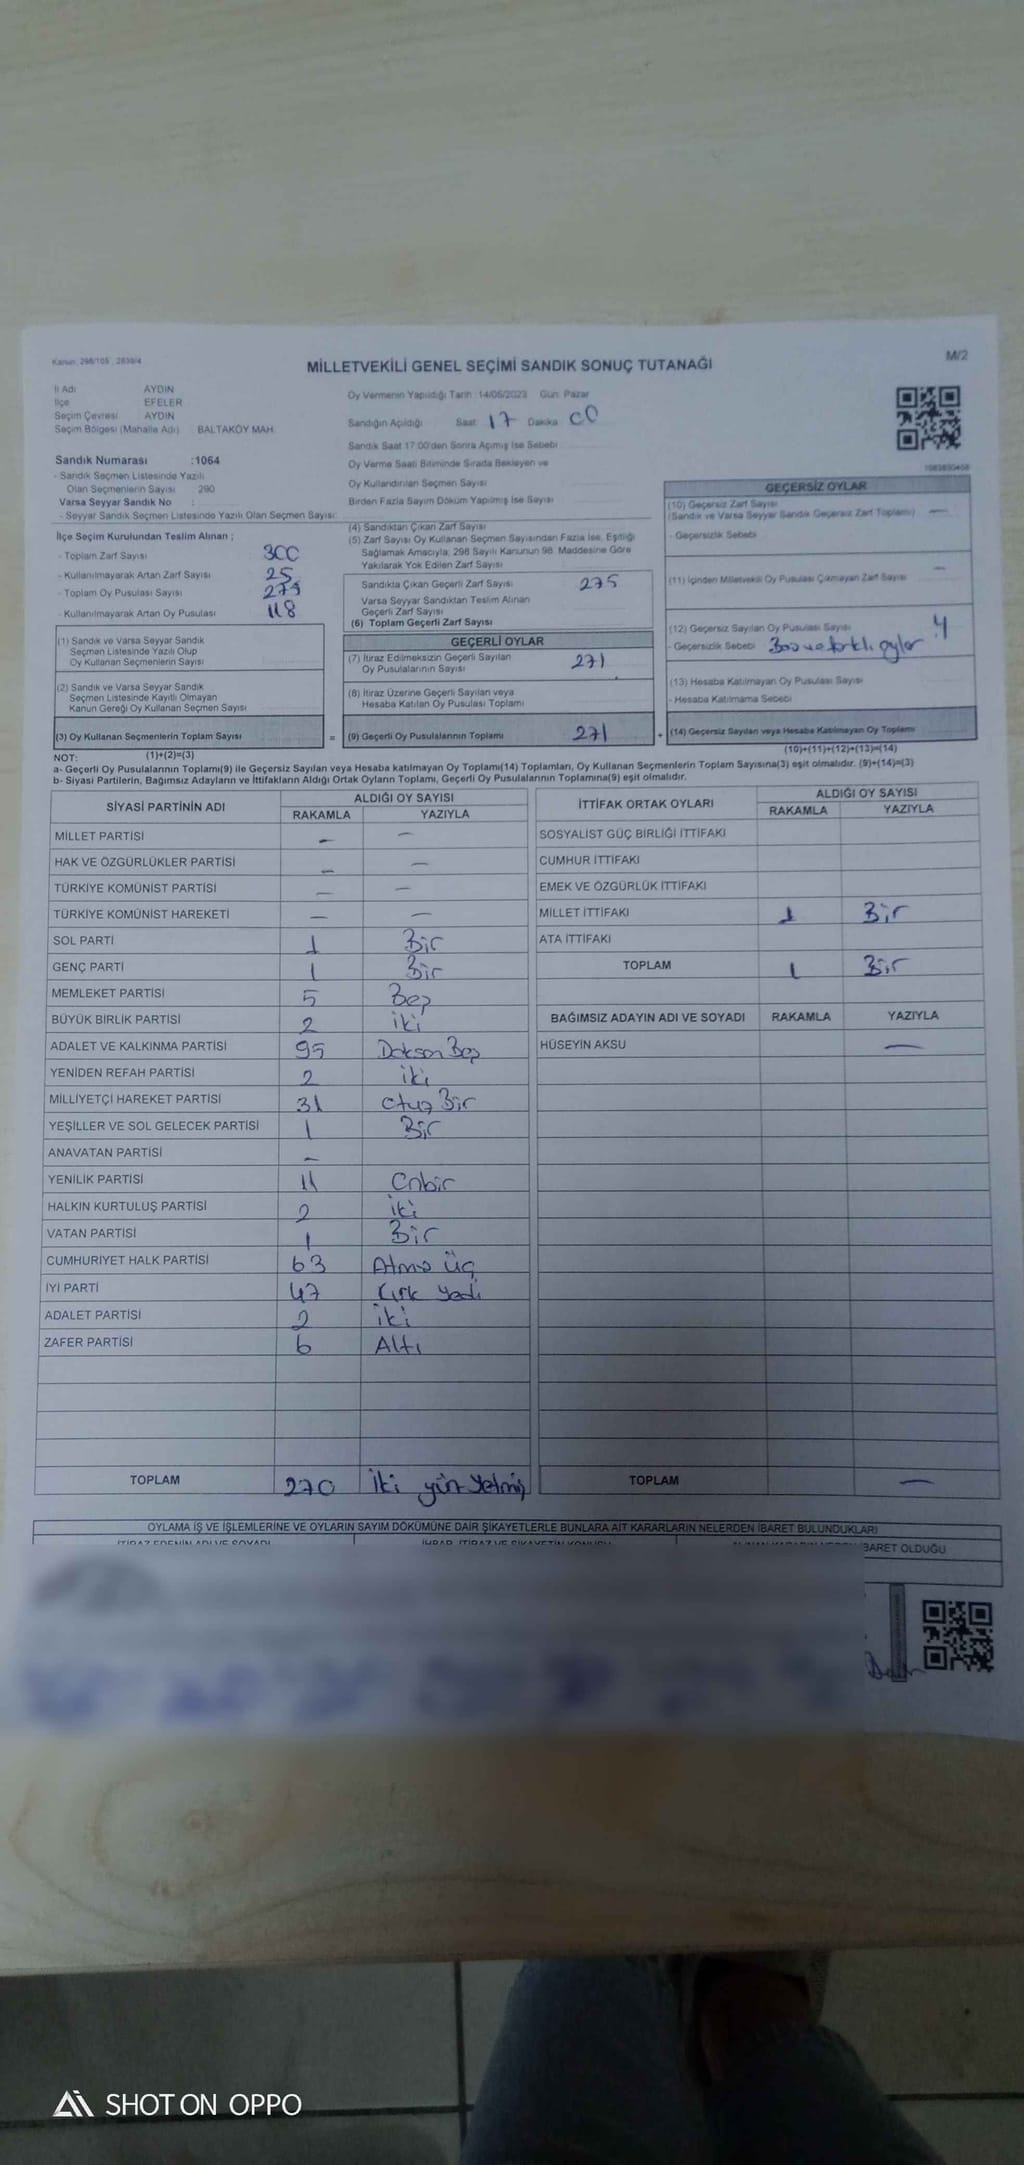 Kanun: 298/105 , 2839/4
M/2
MİLLETVEKİLİ GENEL SEÇİMİ SANDIK SONUÇ TUTANAĞI
İl Adı AYDIN
İlçe EFELER
Seçim Çevresi AYDIN
Seçim Bölgesi (Mahalle Adı) BALTAKÖY MAH.
Sandık Numarası :1064
- Sandık Seçmen Listesinde Yazılı
Olan Seçmenlerin Sayısı : 290
Varsa Seyyar Sandık No :
- Seyyar Sandık Seçmen Listesinde Yazılı Olan Seçmen Sayısı:
Oy Vermenin Yapıldığı Tarih :14/05/2023 Gün: Pazar
Sandığın Açıldığı Saat 17 Dakika 00
Sandık Saat 17:00'den Sonra Açılmış İse Sebebi
Oy Verme Saati Bitiminde Sırada Bekleyen ve
Oy Kullandırılan Seçmen Sayısı
Birden Fazla Sayım Döküm Yapılmış İse Sayısı
İlçe Seçim Kurulundan Teslim Alınan ;
- Toplam Zarf Sayısı 300
- Kullanılmayarak Artan Zarf Sayısı 25
- Toplam Oy Pusulası Sayısı
- Kullanılmayarak Artan Oy Pusulası 118
(1) Sandık ve Varsa Seyyar Sandık
Seçmen Listesinde Yazılı Olup
Oy Kullanan Seçmenlerin Sayısı
(2) Sandık ve Varsa Seyyar Sandık
Seçmen Listesinde Kayıtlı Olmayan
Kanun Gereği Oy Kullanan Seçmen Sayısı
(3) Oy Kullanan Seçmenlerin Toplam Sayısı
(1)+(2)=(3)
(4) Sandıktan Çıkan Zarf Sayısı
(5) Zarf Sayısı Oy Kullanan Seçmen Sayısından Fazla İse, Eşitliği
Sağlamak Amacıyla; 298 Sayılı Kanunun 98. Maddesine Göre
Yakılarak Yok Edilen Zarf Sayısı
Sandıkta Çıkan Geçerli Zarf Sayısı 275
Varsa Seyyar Sandıktan Teslim Alınan
Geçerli Zarf Sayısı
(6) Toplam Geçerli Zarf Sayısı
GEÇERLİ OYLAR
(7) İtiraz Edilmeksizin Geçerli Sayılan
Oy Pusulalarının Sayısı 271
(8) İtiraz Üzerine Geçerli Sayılan veya
Hesaba Katılan Oy Pusulası Toplamı
= (9) Geçerli Oy Pusulalarının Toplamı 271 +
GEÇERSİZ OYLAR
(10) Geçersiz Zarf Sayısı
(Sandık ve Varsa Seyyar Sandık Geçersiz Zarf Toplamı) —
- Geçersizlik Sebebi
(11) İçinden Milletvekili Oy Pusulası Çıkmayan Zarf Sayısı —
(12) Geçersiz Sayılan Oy Pusulası Sayısı 4
- Geçersizlik Sebebi oylar
(13) Hesaba Katılmayan Oy Pusulası Sayısı
- Hesaba Katılmama Sebebi
(14) Geçersiz Sayılan veya Hesaba Katılmayan Oy Toplamı
(10)+(11)+(12)+(13)=(14)
NOT:
a- Geçerli Oy Pusulalarının Toplamı(9) ile Geçersiz Sayılan veya Hesaba katılmayan Oy Toplamı(14) Toplamları, Oy Kullanan Seçmenlerin Toplam Sayısına(3) eşit olmalıdır. (9)+(14)=(3)
b- Siyasi Partilerin, Bağımsız Adayların ve İttifakların Aldığı Ortak Oyların Toplamı, Geçerli Oy Pusulalarının Toplamına(9) eşit olmalıdır.
SİYASİ PARTİNİN ADI ALDIĞI OY SAYISI
RAKAMLA YAZIYLA
MİLLET PARTİSİ — —
HAK VE ÖZGÜRLÜKLER PARTİSİ — —
TÜRKİYE KOMÜNİST PARTİSİ — —
TÜRKİYE KOMÜNİST HAREKETİ — —
SOL PARTİ 1 Bir
GENÇ PARTİ 1 Bir
MEMLEKET PARTİSİ 5 Beş
BÜYÜK BİRLİK PARTİSİ 2 iki
ADALET VE KALKINMA PARTİSİ 95 Doksan Beş
YENİDEN REFAH PARTİSİ 2 iki
MİLLİYETÇİ HAREKET PARTİSİ 31 otuz Bir
YEŞİLLER VE SOL GELECEK PARTİSİ 1 Bir
ANAVATAN PARTİSİ —
YENİLİK PARTİSİ 11 Onbir
HALKIN KURTULUŞ PARTİSİ 2 iki
VATAN PARTİSİ 1 Bir
CUMHURİYET HALK PARTİSİ 63 Atmış Üç
İYİ PARTİ 47 Kırk yedi
ADALET PARTİSİ 2 iki
ZAFER PARTİSİ 6 Altı
TOPLAM 270 İki yüz Yetmiş
İTTİFAK ORTAK OYLARI ALDIĞI OY SAYISI
RAKAMLA YAZIYLA
SOSYALİST GÜÇ BİRLİĞİ İTTİFAKI
CUMHUR İTTİFAKI
EMEK VE ÖZGÜRLÜK İTTİFAKI
MİLLET İTTİFAKI 1 Bir
ATA İTTİFAKI
TOPLAM 1 Bir
BAĞIMSIZ ADAYIN ADI VE SOYADI RAKAMLA YAZIYLA
HÜSEYİN AKSU —
TOPLAM —
OYLAMA İŞ VE İŞLEMLERİNE VE OYLARIN SAYIM DÖKÜMÜNE DAİR ŞİKAYETLERLE BUNLARA AİT KARARLARIN NELERDEN İBARET BULUNDUKLARI
BARET OLDUĞU
SHOT ON OPPO